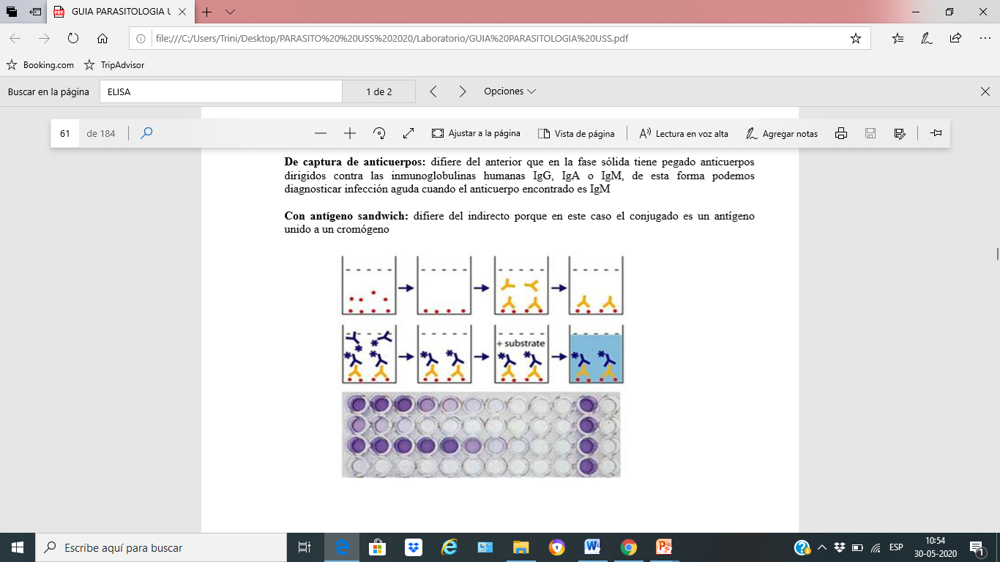 GUIA PARASITOLOGIA U
file:///C:/Users/Trini/Desktop/PARASITO%20%20USS%202020/Laboratorio/GUIA%20PARASITOLOGIA%20USS.pdf
Booking.com TripAdvisor
Buscar en la página ELISA 1 de 2 Opciones
61 de 184 Ajustar a la página Vista de página Lectura en voz alta Agregar notas
De captura de anticuerpos: difiere del anterior que en la fase sólida tiene pegado anticuerpos
dirigidos contra las inmunoglobulinas humanas IgG, IgA o IgM, de esta forma podemos
diagnosticar infección aguda cuando el anticuerpo encontrado es IgM
Con antígeno sandwich: difiere del indirecto porque en este caso el conjugado es un antígeno
unido a un cromógeno
+ substrate
Escribe aquí para buscar
ESP
10:54
30-05-2020
1